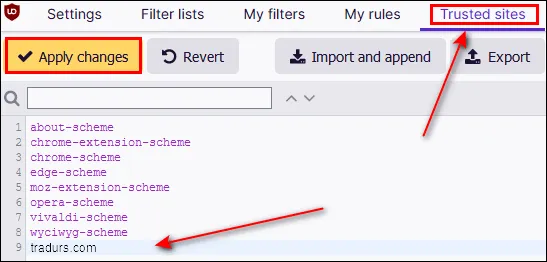 Settings Filter lists My filters My rules Trusted sites
Apply changes Revert Import and append Export
1 about-scheme
2 chrome-extension-scheme
3 chrome-scheme
4 edge-scheme
5 moz-extension-scheme
6 opera-scheme
7 vivaldi-scheme
8 wyciwyg-scheme
9 tradurs.com